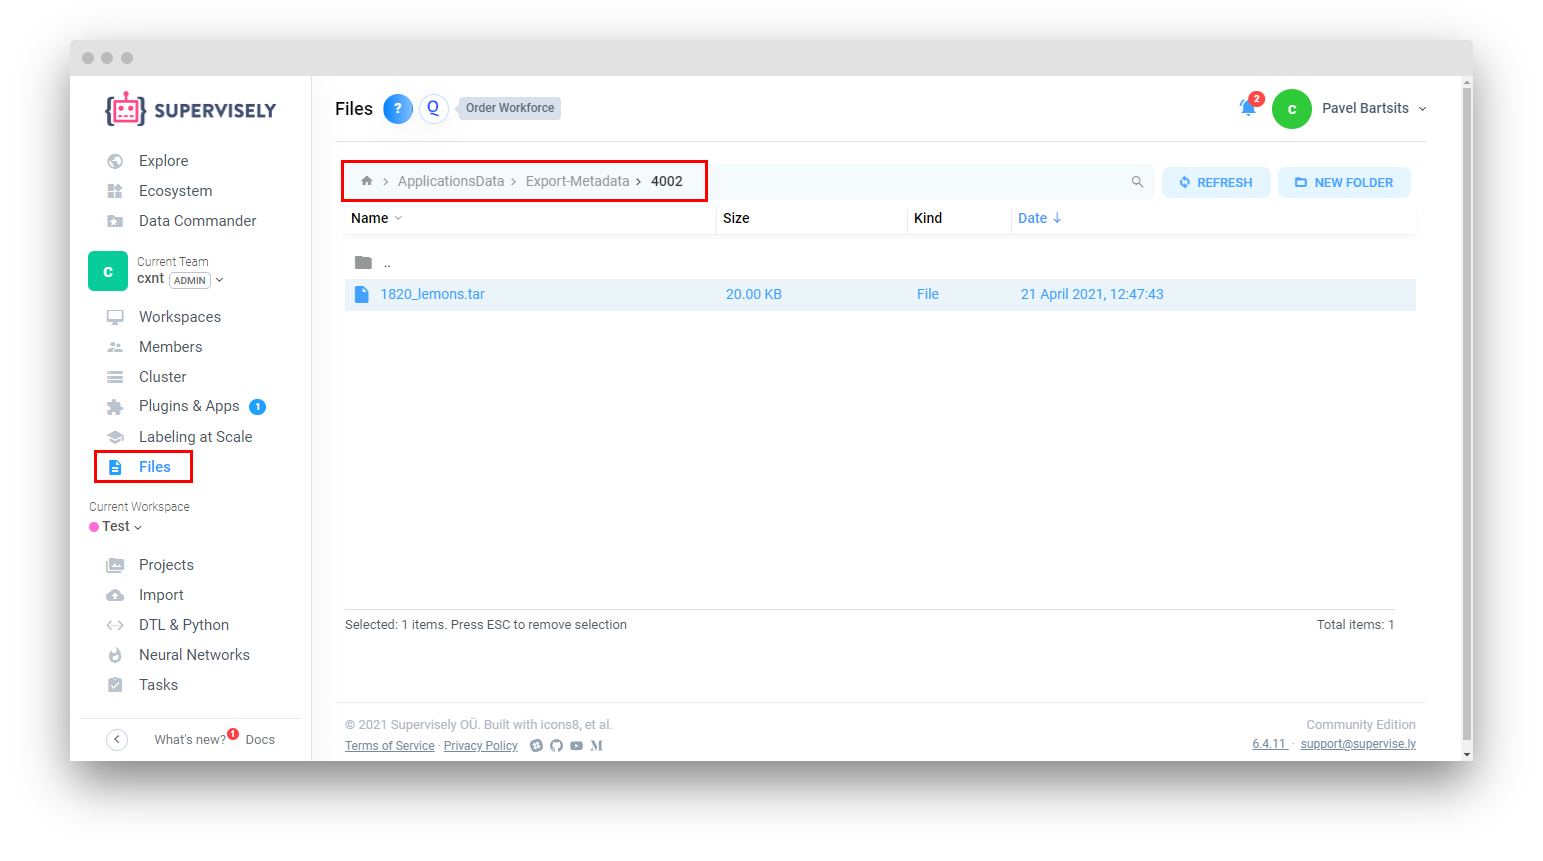 SUPERVISELY
Explore
Ecosystem
Data Commander
C
Current Team
cxnt ADMIN
Workspaces
Members
Cluster
Plugins & Apps 1
Labeling at Scale
Files
Current Workspace
Test
Projects
Import
DTL & Python
Neural Networks
Tasks
What's new? 1 Docs
Files ? Q Order Workforce
2 C Pavel Bartsits
> ApplicationsData > Export-Metadata > 4002
REFRESH NEW FOLDER
Name Size Kind Date ↓
..
1820_lemons.tar 20.00 KB File 21 April 2021, 12:47:43
Selected: 1 items. Press ESC to remove selection Total items: 1
© 2021 Supervisely OÜ. Built with icons8, et al. Community Edition
Terms of Service · Privacy Policy 6.4.11 · support@supervise.ly